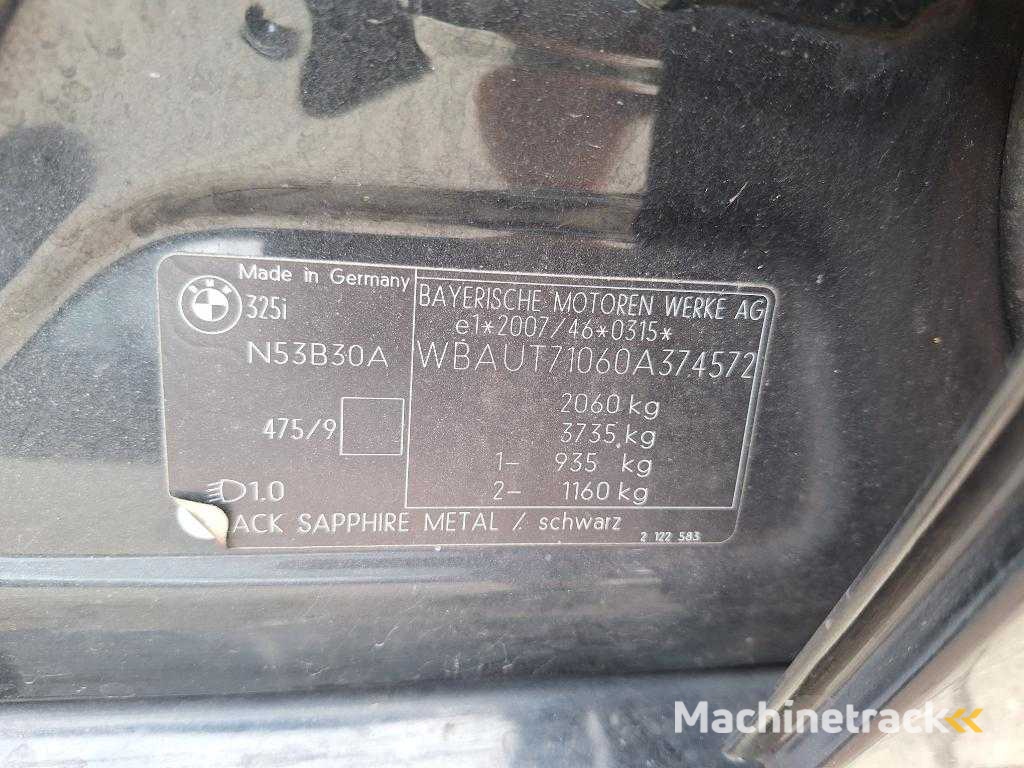 Made in Germany
BMW
325i
N53B30A
475/9
1.0
BAYERISCHE MOTOREN WERKE AG
e1*2007/46*0315*
WBAUT71060A374572
2060 kg
3735 kg
1- 935 kg
2- 1160 kg
ACK SAPPHIRE METAL / schwarz
2 122 583
Machinetrack